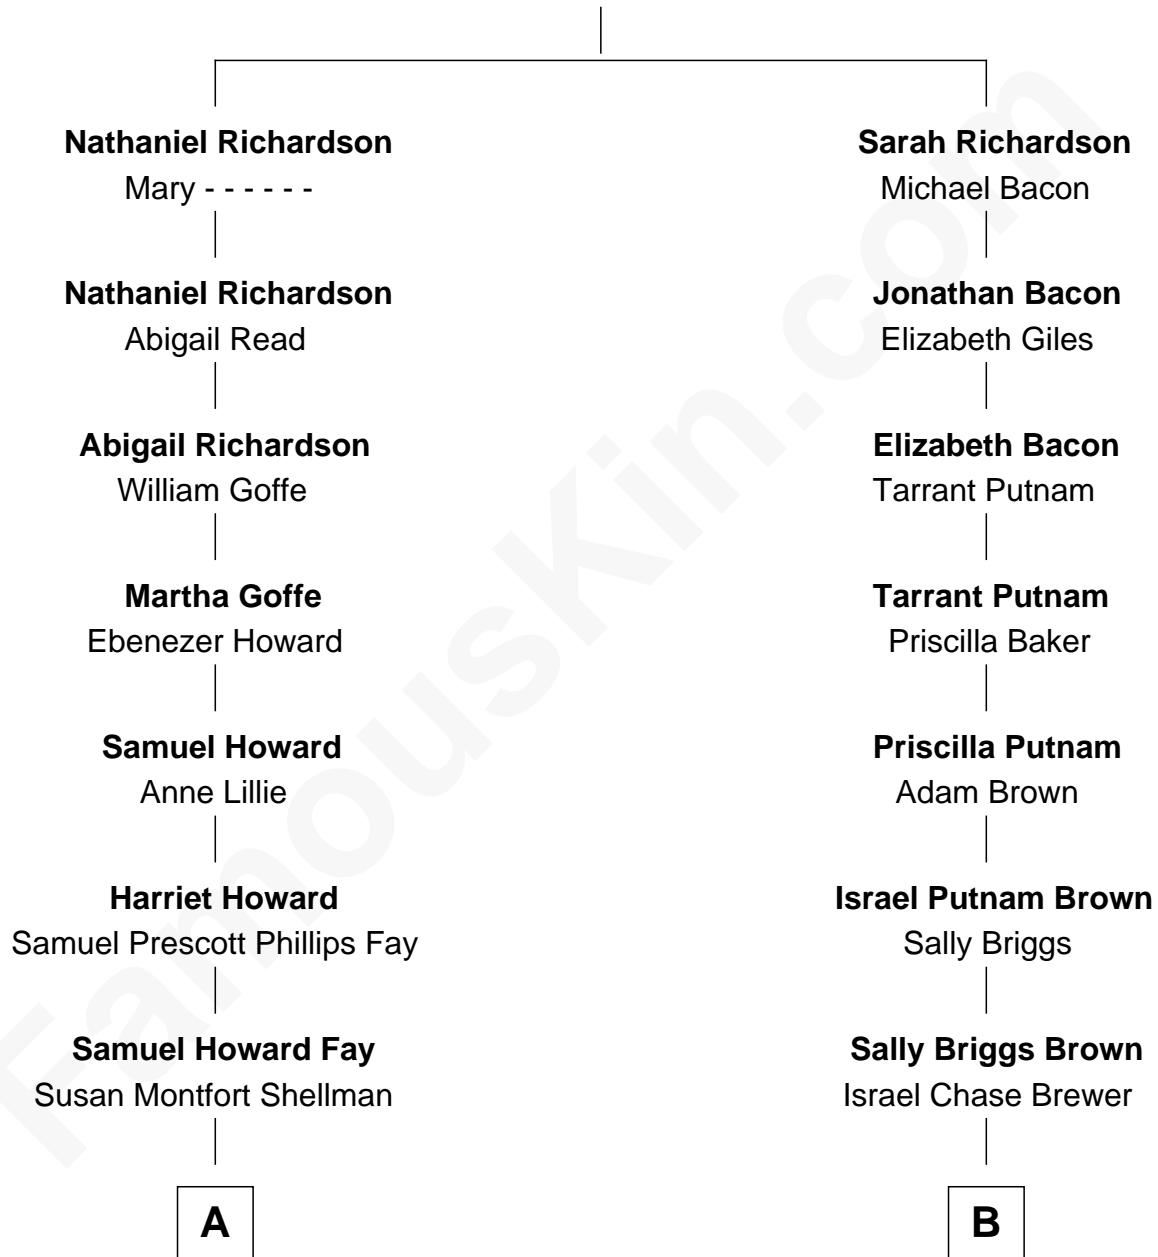 Nathaniel Richardson
Mary - - - - - -
Nathaniel Richardson
Abigail Read
Abigail Richardson
William Goffe
Martha Goffe
Ebenezer Howard
Samuel Howard
Anne Lillie
Harriet Howard
Samuel Prescott Phillips Fay
Samuel Howard Fay
Susan Montfort Shellman
A
Sarah Richardson
Michael Bacon
Jonathan Bacon
Elizabeth Giles
Elizabeth Bacon
Tarrant Putnam
Tarrant Putnam
Priscilla Baker
Priscilla Putnam
Adam Brown
Israel Putnam Brown
Sally Briggs
Sally Briggs Brown
Israel Chase Brewer
B
FamousKin.com